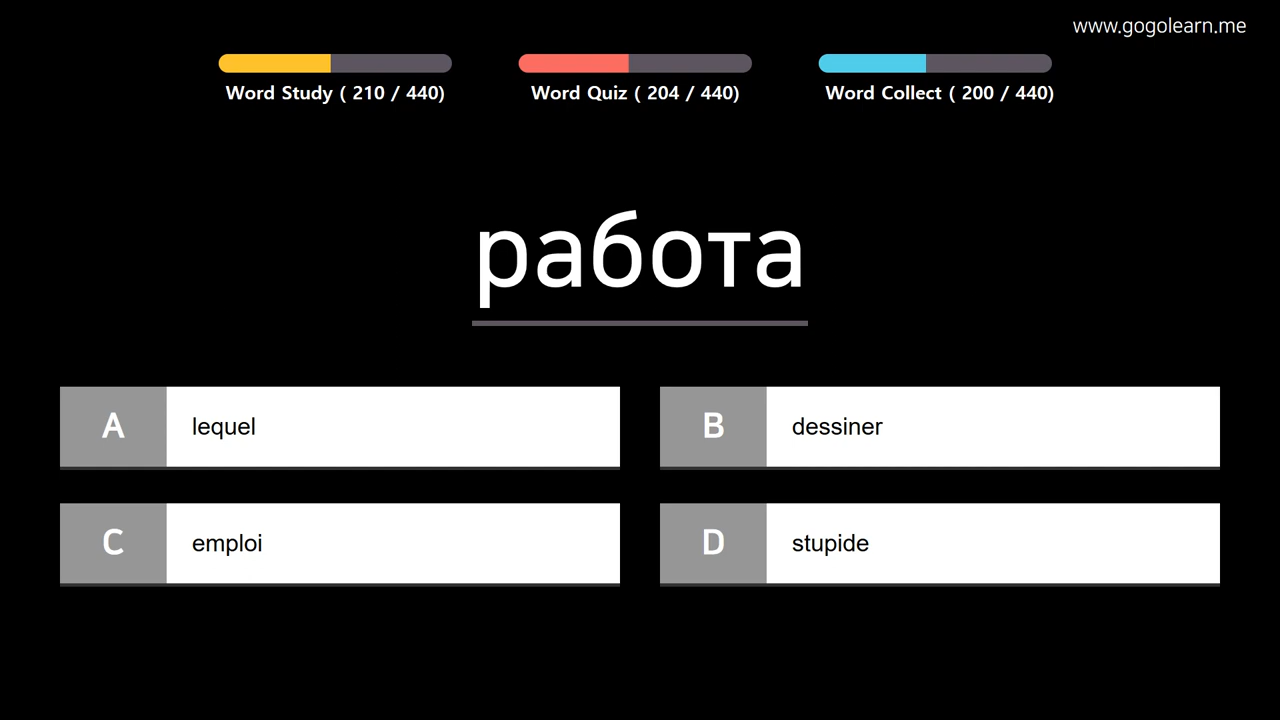 www.gogolearn.me
Word Study ( 210 / 440)
Word Quiz ( 204 / 440)
Word Collect ( 200 / 440)
работа
A lequel
B dessiner
C emploi
D stupide